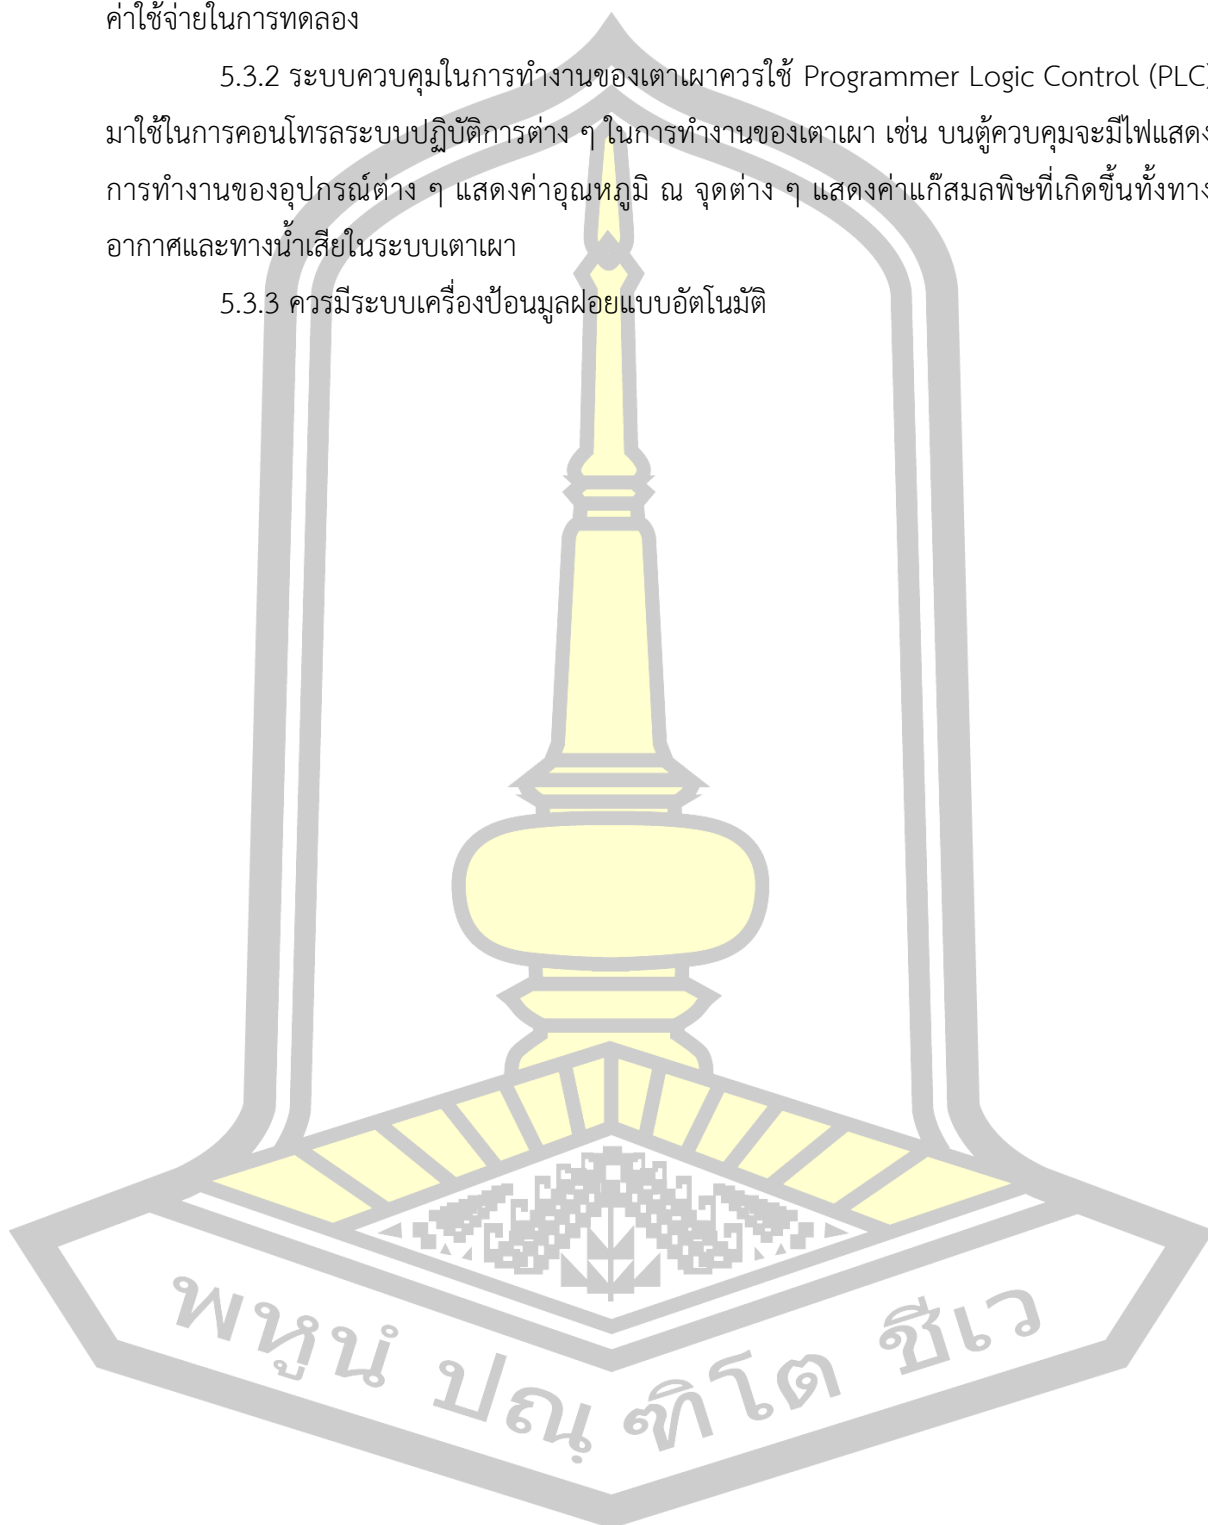 ค่าใช้จ่ายในการทดลอง
5.3.2 ระบบควบคุมในการทำงานของเตาเผาควรใช้ Programmer Logic Control (PLC)
มาใช้ในการคอนโทรลระบบปฏิบัติการต่าง ๆ ในการทำงานของเตาเผา เช่น บนตู้ควบคุมจะมีไฟแสดง
การทำงานของอุปกรณ์ต่าง ๆ แสดงค่าอุณหภูมิ ณ จุดต่าง ๆ แสดงค่าแก๊สมลพิษที่เกิดขึ้นทั้งทาง
อากาศและทางน้ำเสียในระบบเตาเผา
5.3.3 ควรมีระบบเครื่องป้อนมูลฝอยแบบอัตโนมัติ
พหูนํ ปณฺฑิโต ชีเว